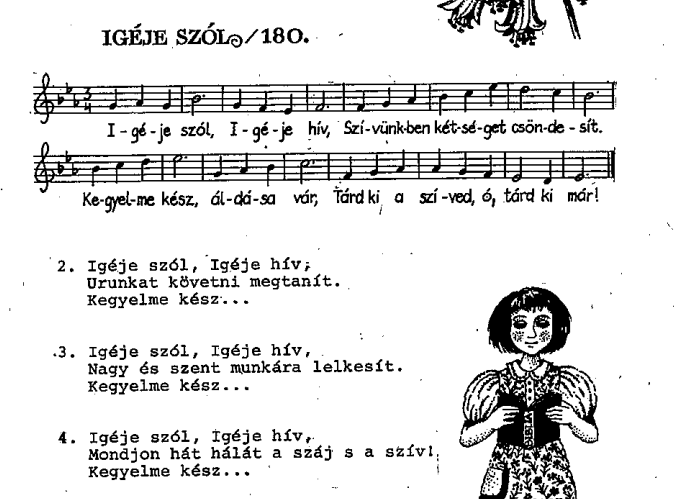 IGÉJE SZÓL/180.
I-gé-je szól, I-gé-je hív, Szí-vünk-ben két-sé-get csön-de-sít.
Ke-gyel-me kész, ál-dá-sa vár, Tárd ki a szí-ved, ó, tárd ki már!
2. Igéje szól, Igéje hív,
Urunkat követni megtanít.
Kegyelme kész...
3. Igéje szól, Igéje hív,
Nagy és szent munkára lelkesít.
Kegyelme kész...
4. Igéje szól, Igéje hív,
Mondjon hát hálát a száj s a szív!
Kegyelme kész...